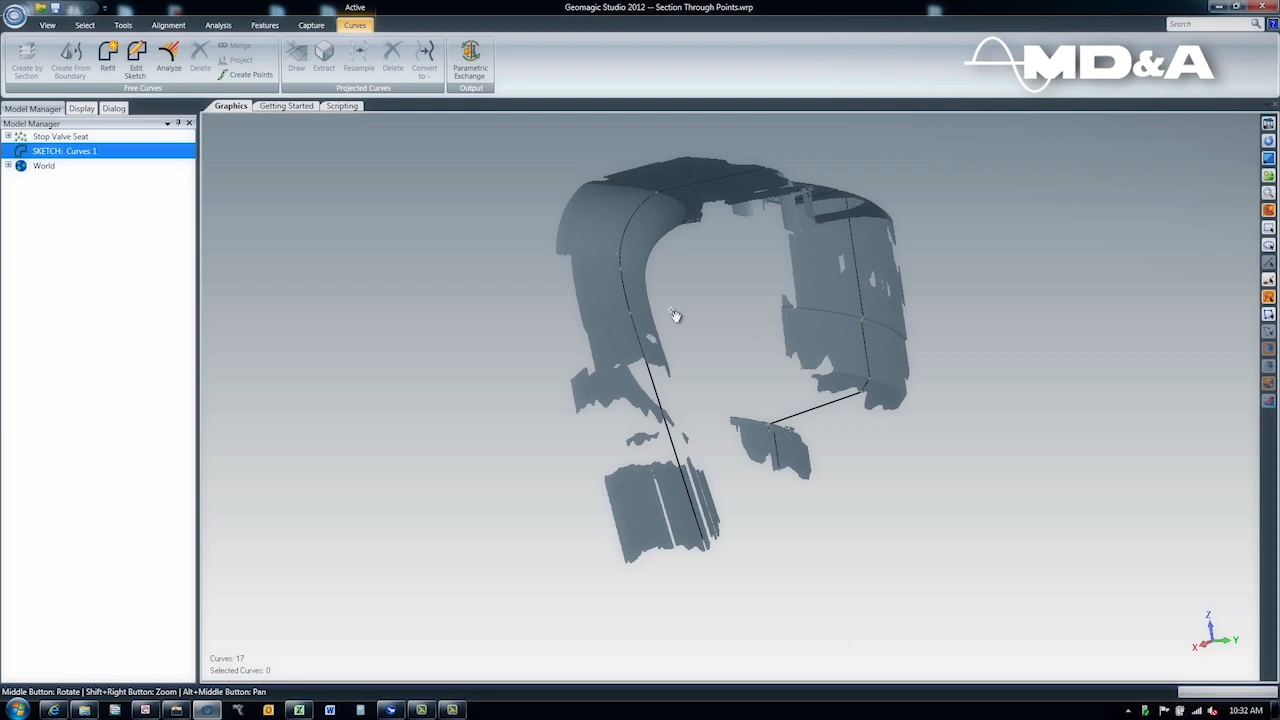 Active
Geomagic Studio 2012 -- Section Through Points.wrp
View Select Tools Alignment Analysis Features Capture Curves
Search
Create by Section
Create From Boundary
Refit
Edit Sketch
Analyze
Delete
Merge
Project
Create Points
Free Curves
Draw
Extract
Resample
Delete
Convert to -
Projected Curves
Parametric Exchange
Output
MD&A
Model Manager Display Dialog
Graphics Getting Started Scripting
Model Manager
Stop Valve Seat
SKETCH: Curves 1
World
Z
X
Y
Curves: 17
Selected Curves: 0
Middle Button: Rotate | Shift+Right Button: Zoom | Alt+Middle Button: Pan
10:32 AM